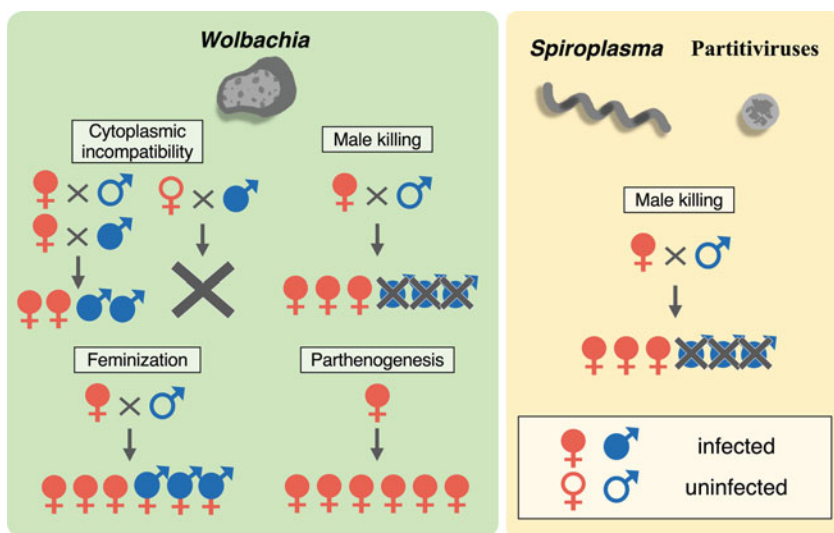 Wolbachia
Cytoplasmic
incompatibility
Male killing
Feminization
Parthenogenesis
Spiroplasma
Partitiviruses
Male killing
infected
uninfected